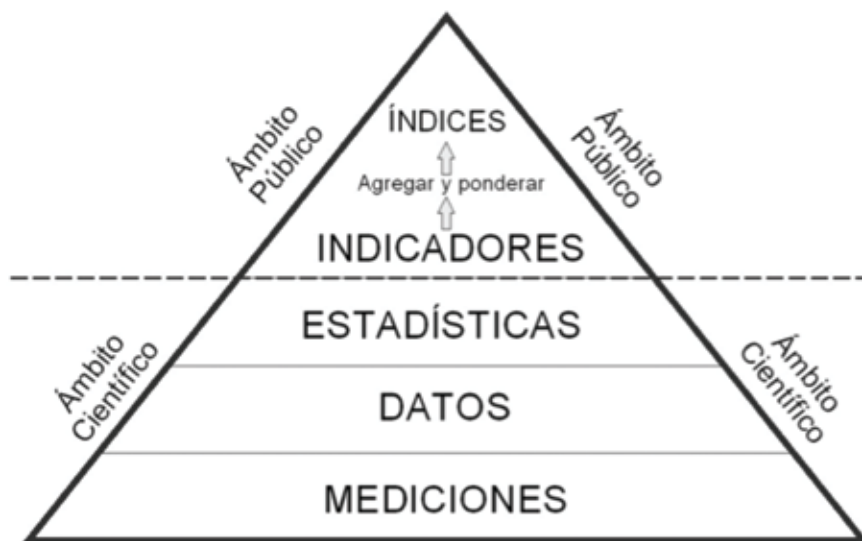 Ámbito
Público
Ámbito
Público
ÍNDICES
Agregar y ponderar
INDICADORES
ESTADÍSTICAS
Ámbito
Científico
Ámbito
Científico
DATOS
MEDICIONES